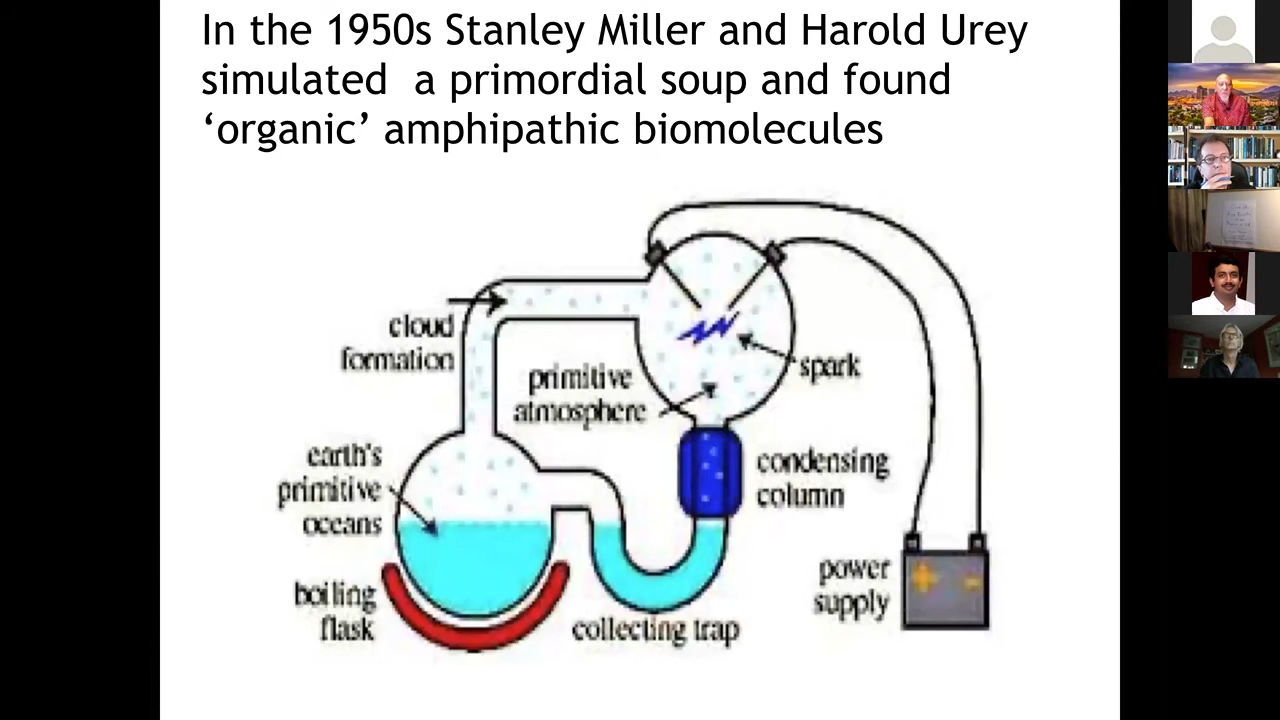 In the 1950s Stanley Miller and Harold Urey
simulated  a primordial soup and found
‘organic’ amphipathic biomolecules
cloud
formation
primitive
atmosphere
spark
earth's
primitive
oceans
condensing
column
boiling
flask
collecting trap
power
supply
+ -